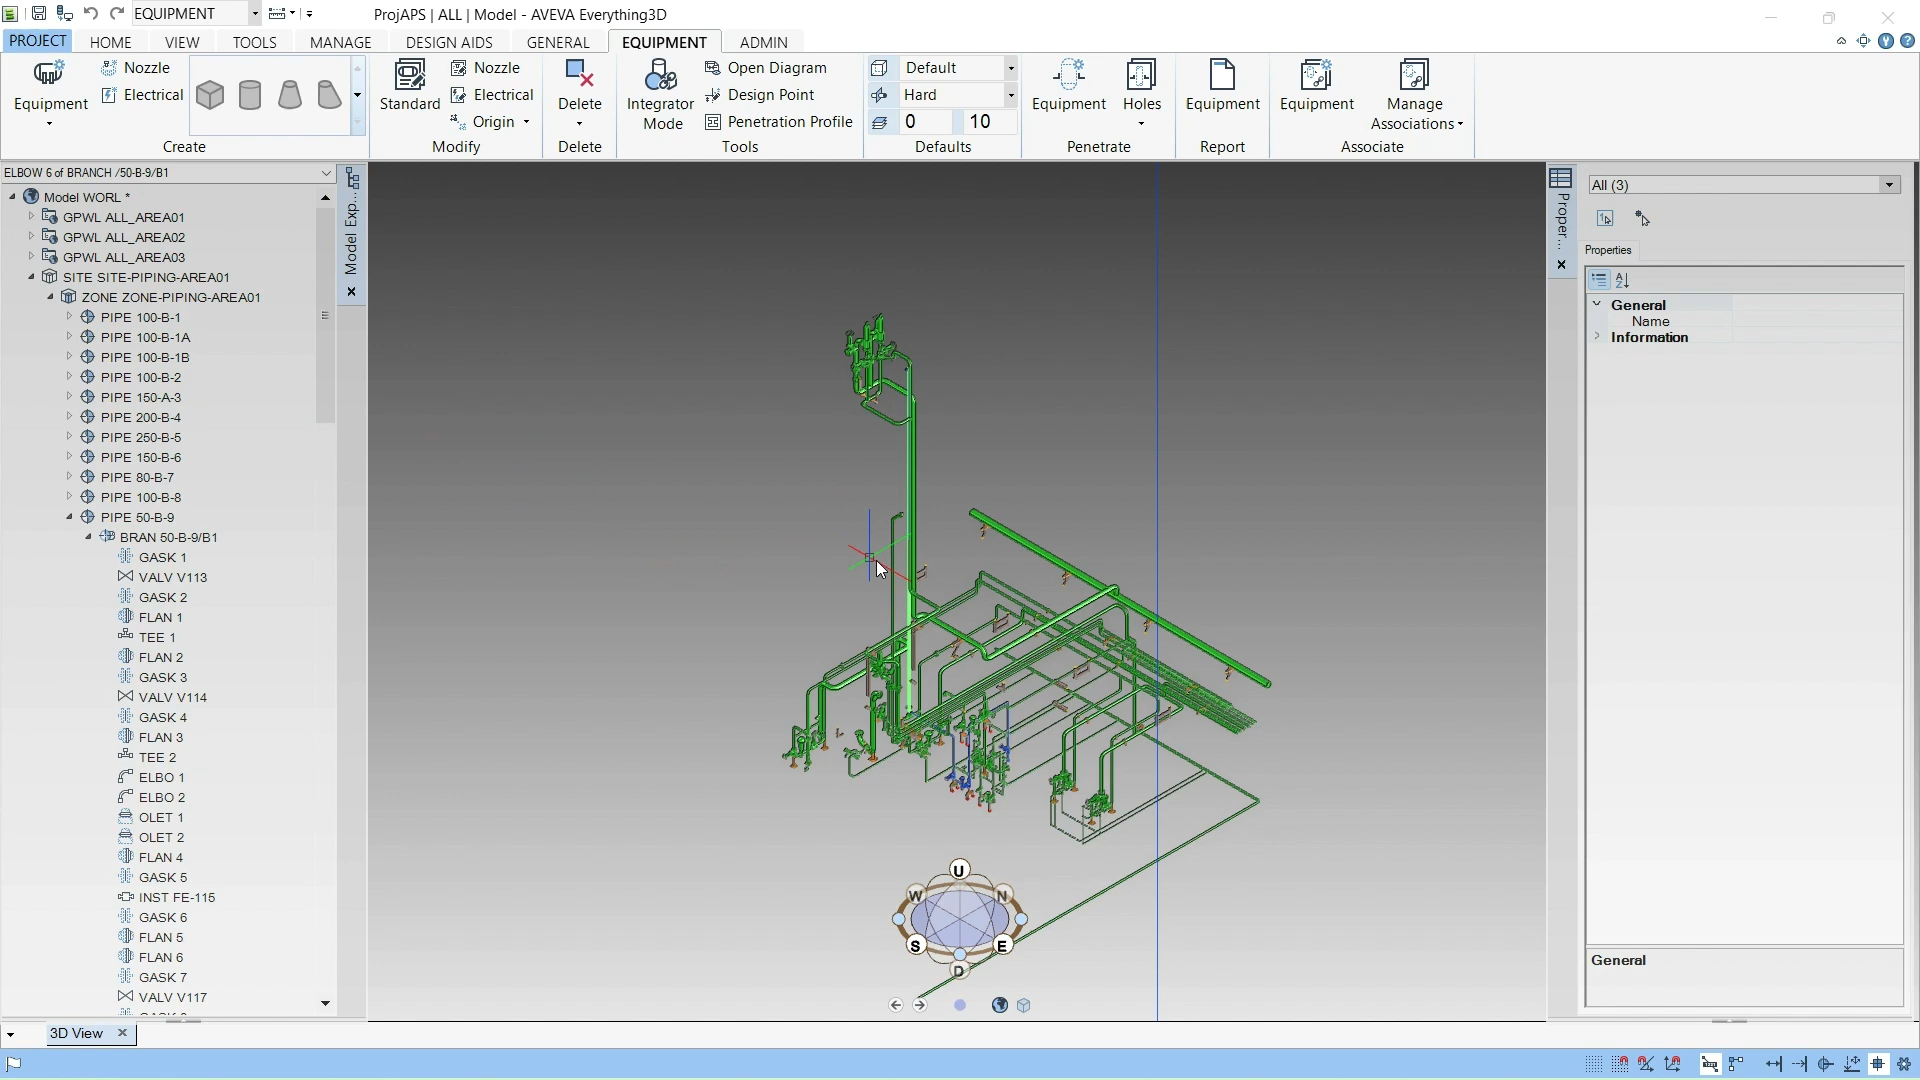 EQUIPMENT
ProjAPS | ALL | Model - AVEVA Everything3D
PROJECT HOME VIEW TOOLS MANAGE DESIGN AIDS GENERAL EQUIPMENT ADMIN
Equipment
Nozzle
Electrical
Create
Standard
Nozzle
Electrical
Origin
Modify
Delete
Delete
Integrator Mode
Open Diagram
Design Point
Penetration Profile
Tools
Default
Hard
0 10
Defaults
Equipment
Holes
Penetrate
Equipment
Report
Equipment
Manage Associations
Associate
ELBOW 6 of BRANCH /50-B-9/B1
Model WORL *
GPWL ALL_AREA01
GPWL ALL_AREA02
GPWL ALL_AREA03
SITE SITE-PIPING-AREA01
ZONE ZONE-PIPING-AREA01
PIPE 100-B-1
PIPE 100-B-1A
PIPE 100-B-1B
PIPE 100-B-2
PIPE 150-A-3
PIPE 200-B-4
PIPE 250-B-5
PIPE 150-B-6
PIPE 80-B-7
PIPE 100-B-8
PIPE 50-B-9
BRAN 50-B-9/B1
GASK 1
VALV V113
GASK 2
FLAN 1
TEE 1
FLAN 2
GASK 3
VALV V114
GASK 4
FLAN 3
TEE 2
ELBO 1
ELBO 2
OLET 1
OLET 2
FLAN 4
GASK 5
INST FE-115
GASK 6
FLAN 5
FLAN 6
GASK 7
VALV V117
Model Exp...
U
W N
S E
D
Proper...
All (3)
Properties
General
Name
Information
General
3D View